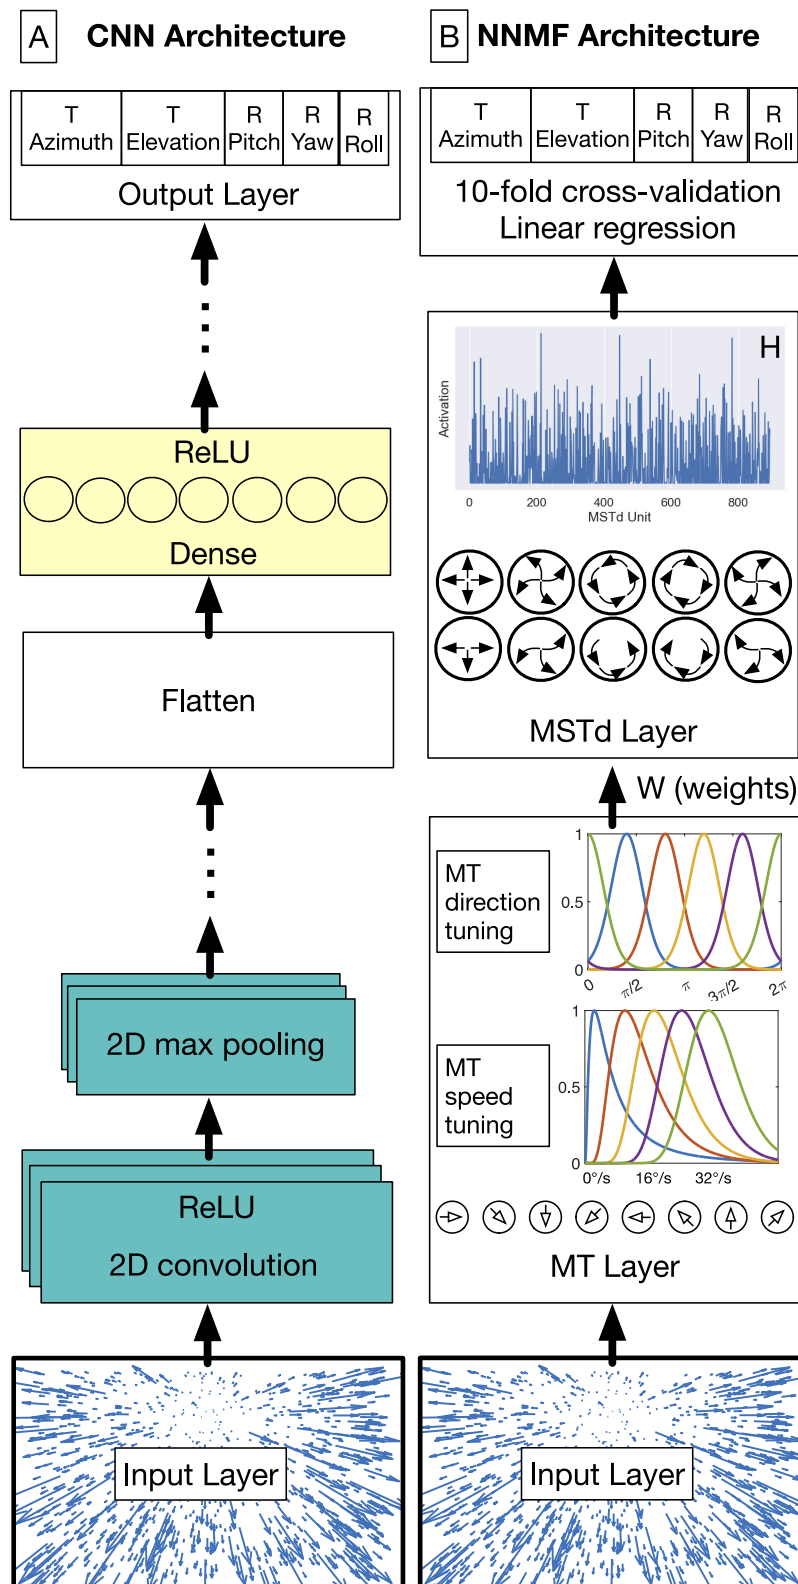 A CNN Architecture
T Azimuth
T Elevation
R Pitch
R Yaw
R Roll
Output Layer
ReLU
Dense
Flatten
2D max pooling
ReLU
2D convolution
Input Layer
B NNMF Architecture
T Azimuth
T Elevation
R Pitch
R Yaw
R Roll
10-fold cross-validation
Linear regression
H
Activation
0 200 400 600 800
MSTd Unit
MSTd Layer
W (weights)
MT
direction
tuning
1
0.5
0
0 π/2 π 3π/2 2π
MT
speed
tuning
1
0.5
0
0°/s 16°/s 32°/s
MT Layer
Input Layer